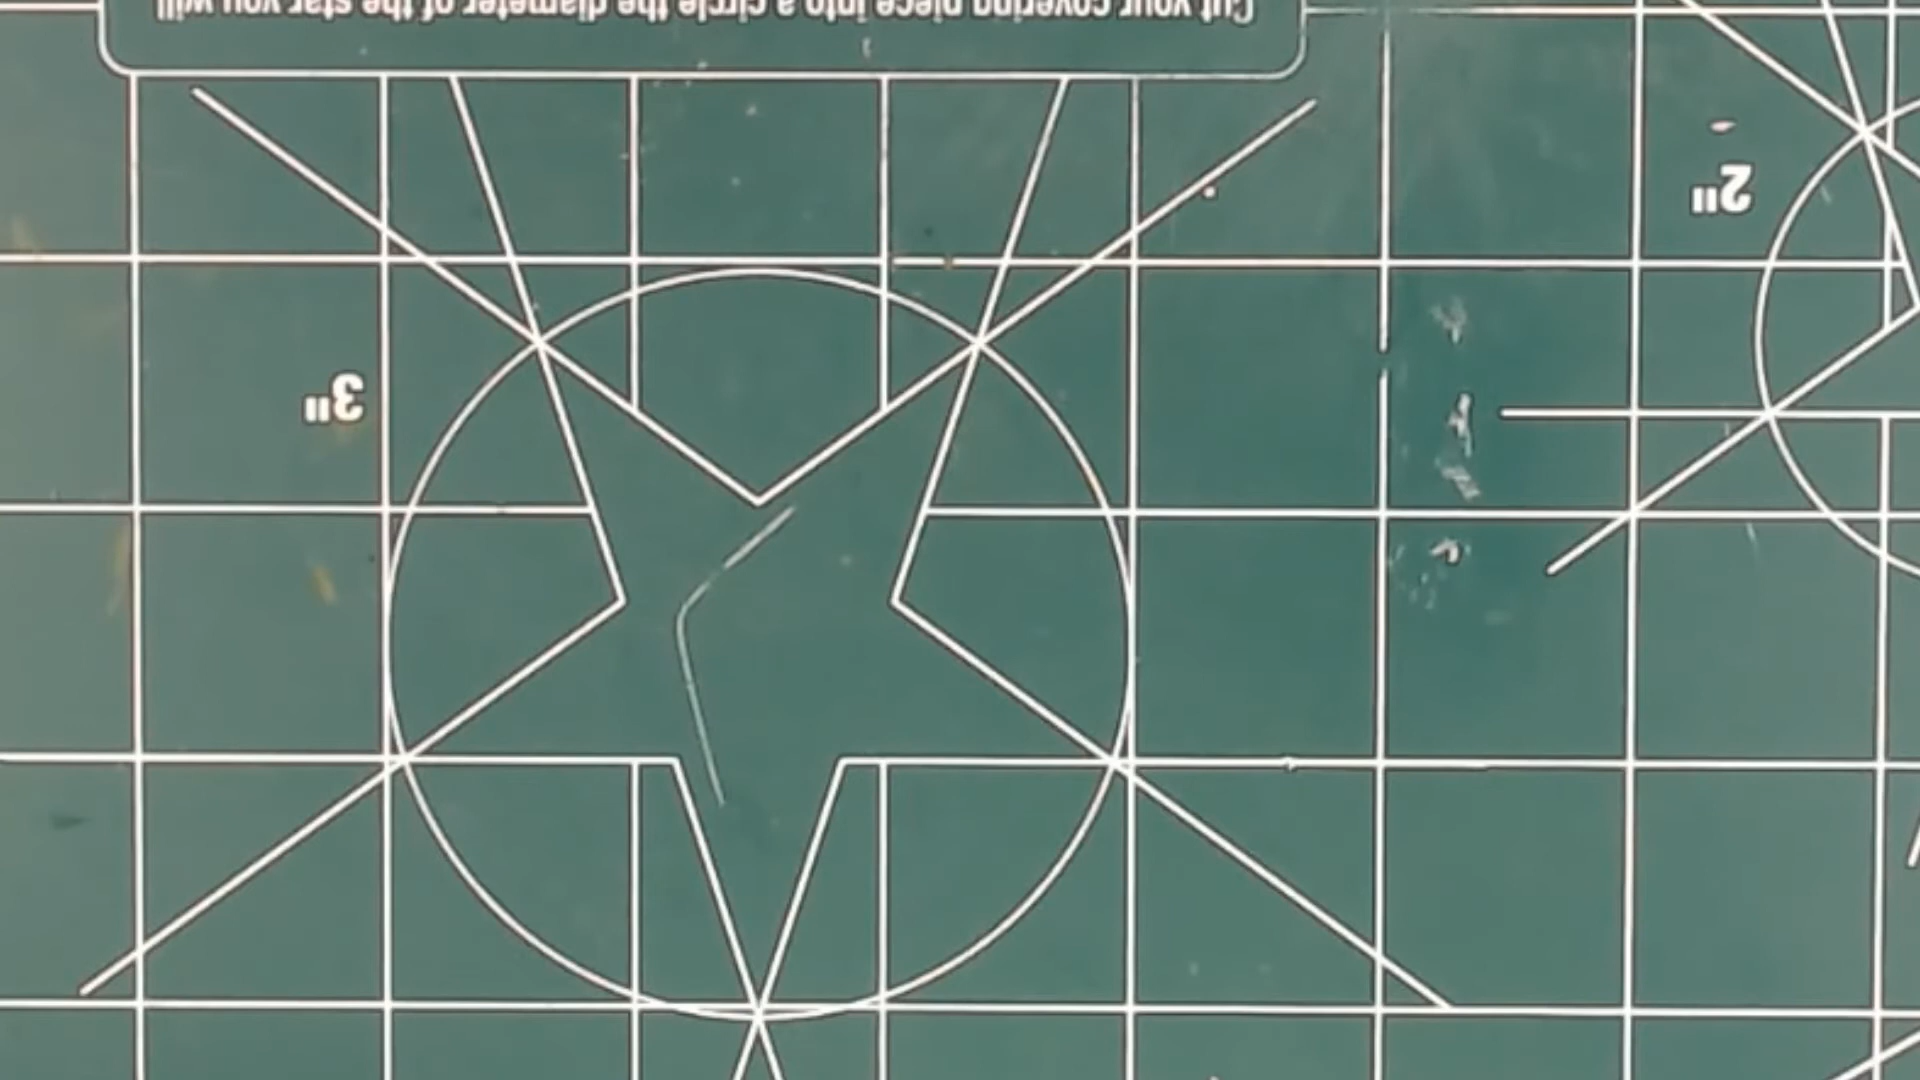 Cut your covering piece into a circle the diameter of the star you will
2"
3"